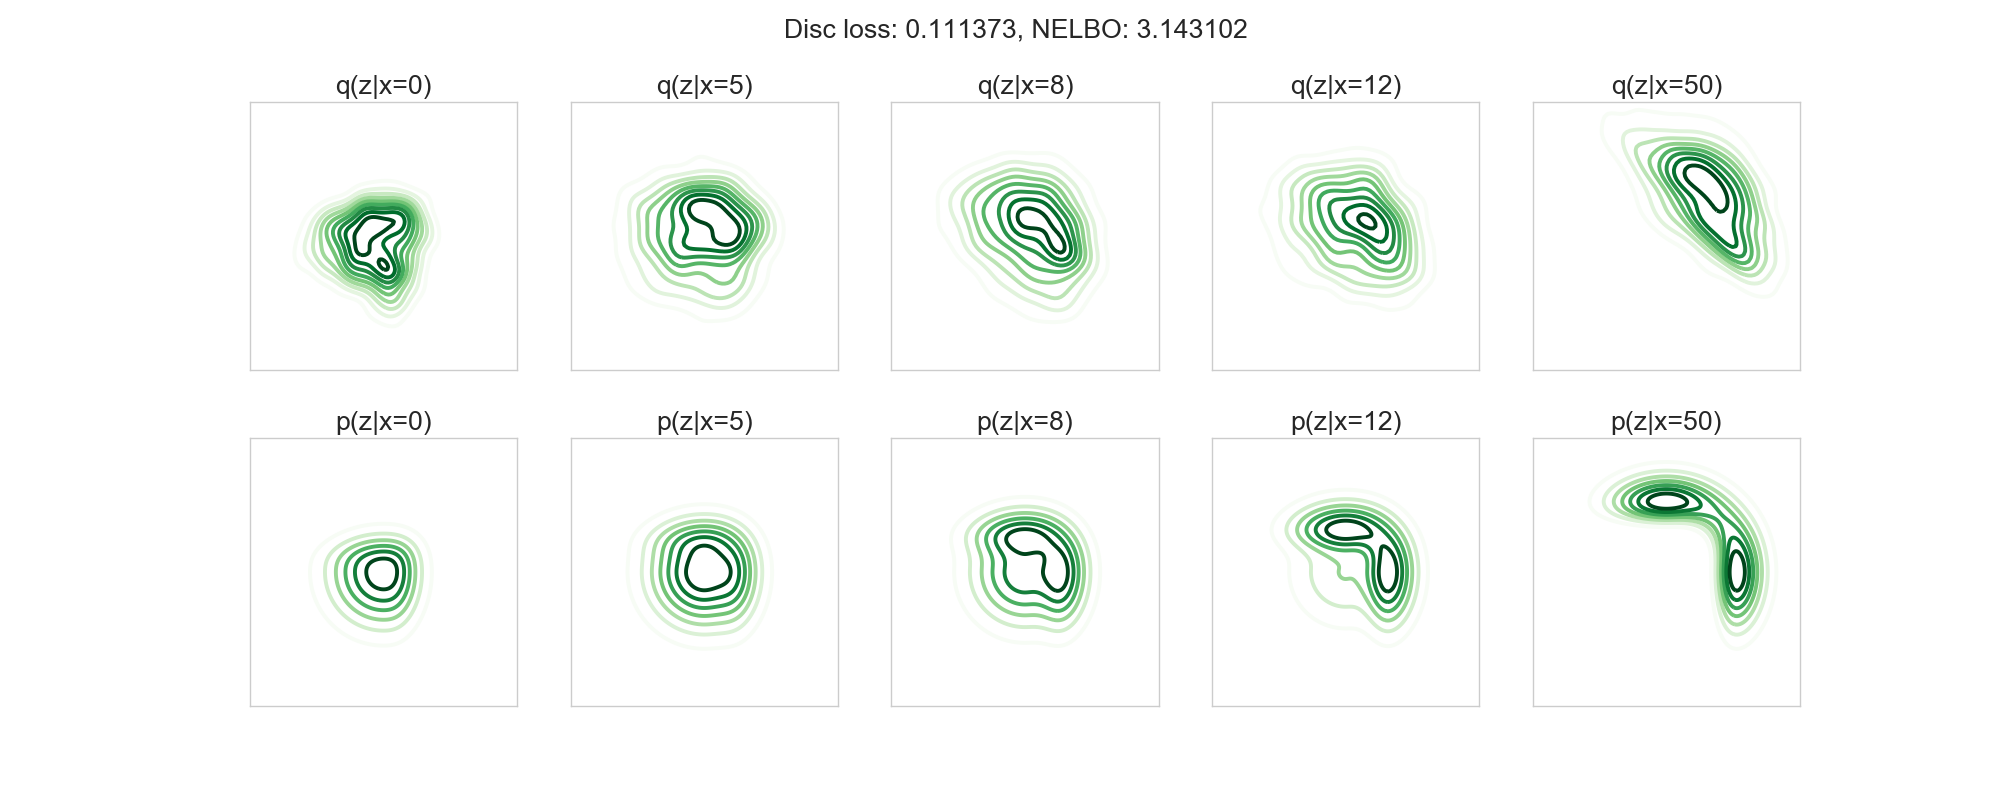 Disc loss: 0.111373, NELBO: 3.143102
q(z|x=0) q(z|x=5) q(z|x=8) q(z|x=12) q(z|x=50)
p(z|x=0) p(z|x=5) p(z|x=8) p(z|x=12) p(z|x=50)